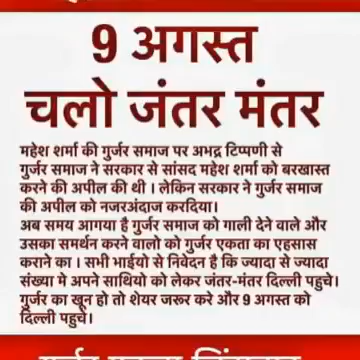 9 अगस्त
चलो जंतर मंतर
महेश शर्मा की गुर्जर समाज पर अभद्र टिप्पणी से
गुर्जर समाज ने सरकार से सांसद महेश शर्मा को बरखास्त
करने की अपील की थी । लेकिन सरकार ने गुर्जर समाज
की अपील को नजरअंदाज करदिया।
अब समय आगया है गुर्जर समाज को गाली देने वाले और
उसका समर्थन करने वालो को गुर्जर एकता का एहसास
कराने का । सभी भाईयो से निवेदन है कि ज्यादा से ज्यादा
संख्या मे अपने साथियो को लेकर जंतर-मंतर दिल्ली पहुचे।
गुर्जर का खून हो तो शेयर जरूर करे और 9 अगस्त को
दिल्ली पहुचे।